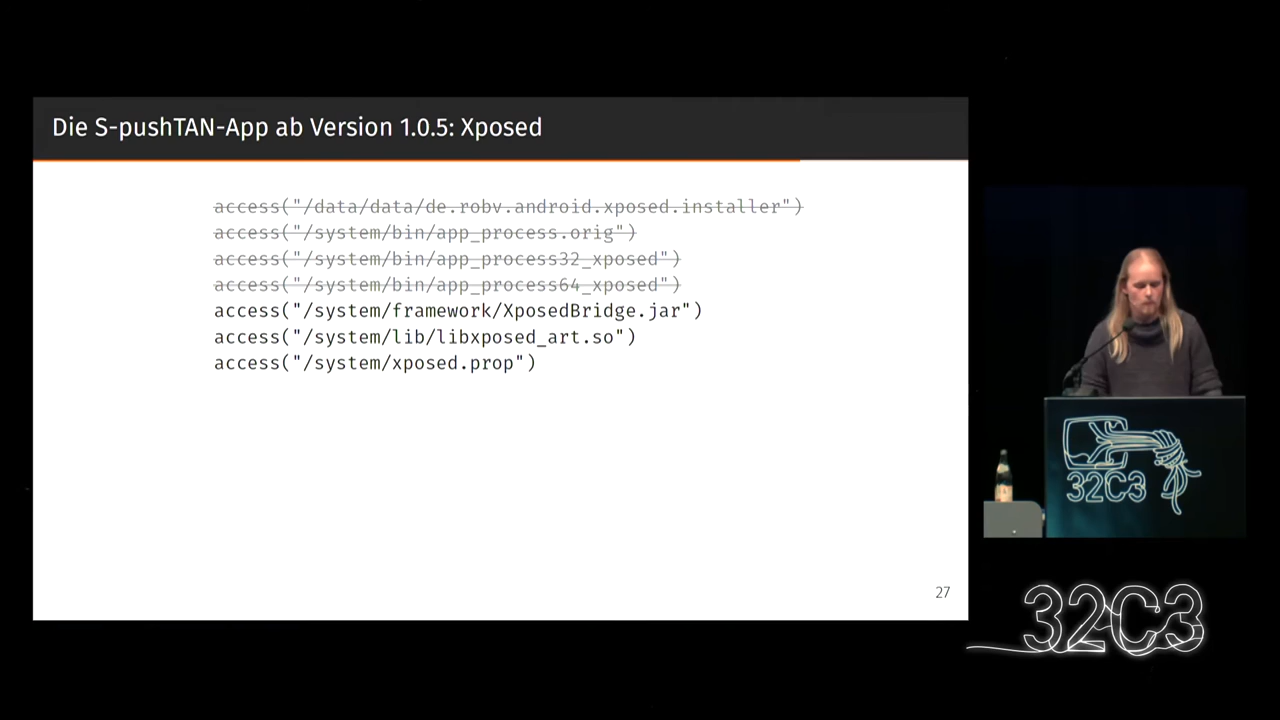 Die S-pushTAN-App ab Version 1.0.5: Xposed
access("/data/data/de.robv.android.xposed.installer")
access("/system/bin/app_process.orig")
access("/system/bin/app_process32_xposed")
access("/system/bin/app_process64_xposed")
access("/system/framework/XposedBridge.jar")
access("/system/lib/libxposed_art.so")
access("/system/xposed.prop")
27
32C3
32C3